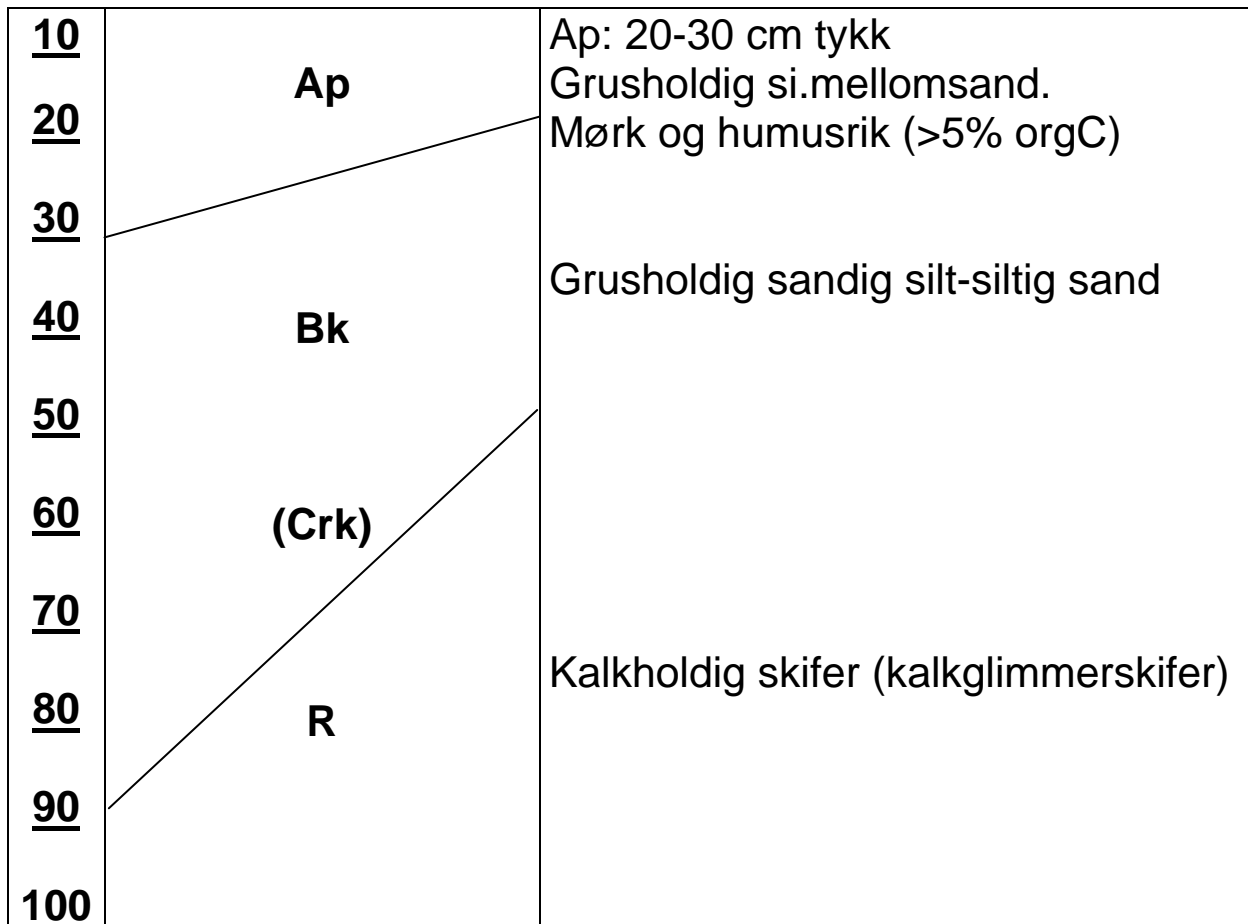 10
Ap: 20-30 cm tykk
Ap
Grusholdig si.mellomsand.
20
Mørk og humusrik (>5% orgC)
30
Grusholdig sandig silt-siltig sand
40
Bk
50
60
(Crk)
70
Kalkholdig skifer (kalkglimmerskifer)
80
R
90
100